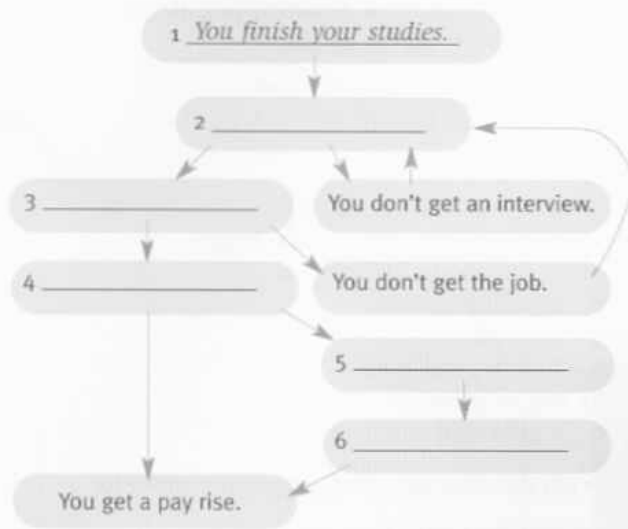 1 You finish your studies.
2
3
You don't get an interview.
4
You don't get the job.
5
6
You get a pay rise.